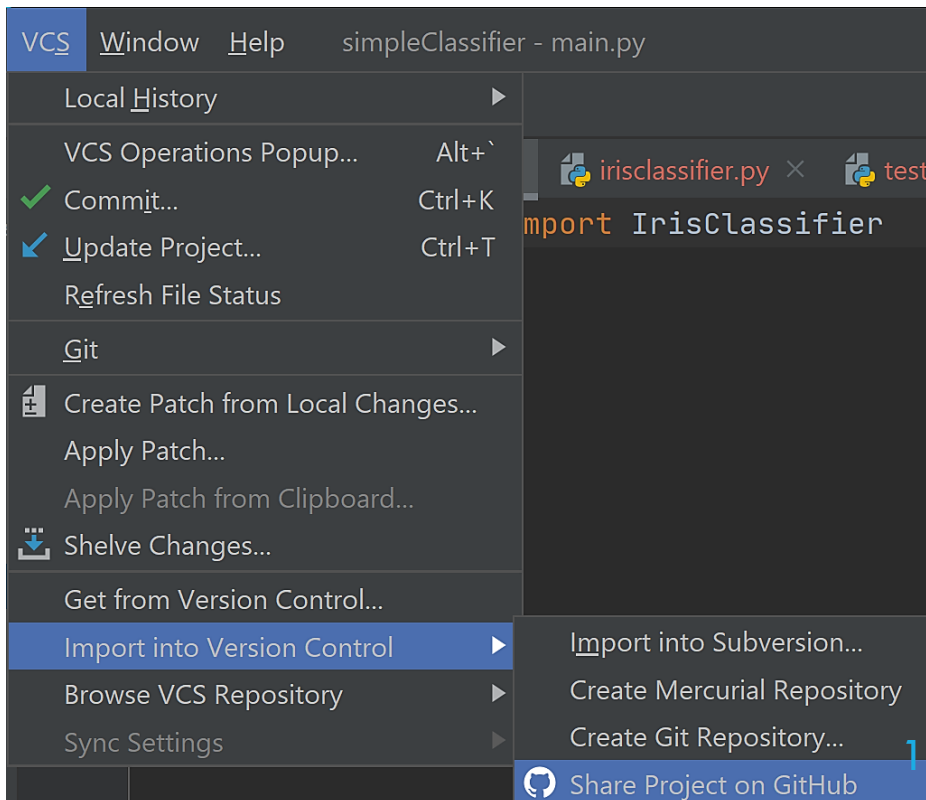 VCS Window Help simpleClassifier - main.py
Local History
VCS Operations Popup... Alt+`
irisclassifier.py test
Commit... Ctrl+K
mport IrisClassifier
Update Project... Ctrl+T
Refresh File Status
Git
Create Patch from Local Changes...
Apply Patch...
Apply Patch from Clipboard...
Shelve Changes...
Get from Version Control...
Import into Version Control
Import into Subversion...
Browse VCS Repository
Create Mercurial Repository
Sync Settings
Create Git Repository...
1
Share Project on GitHub